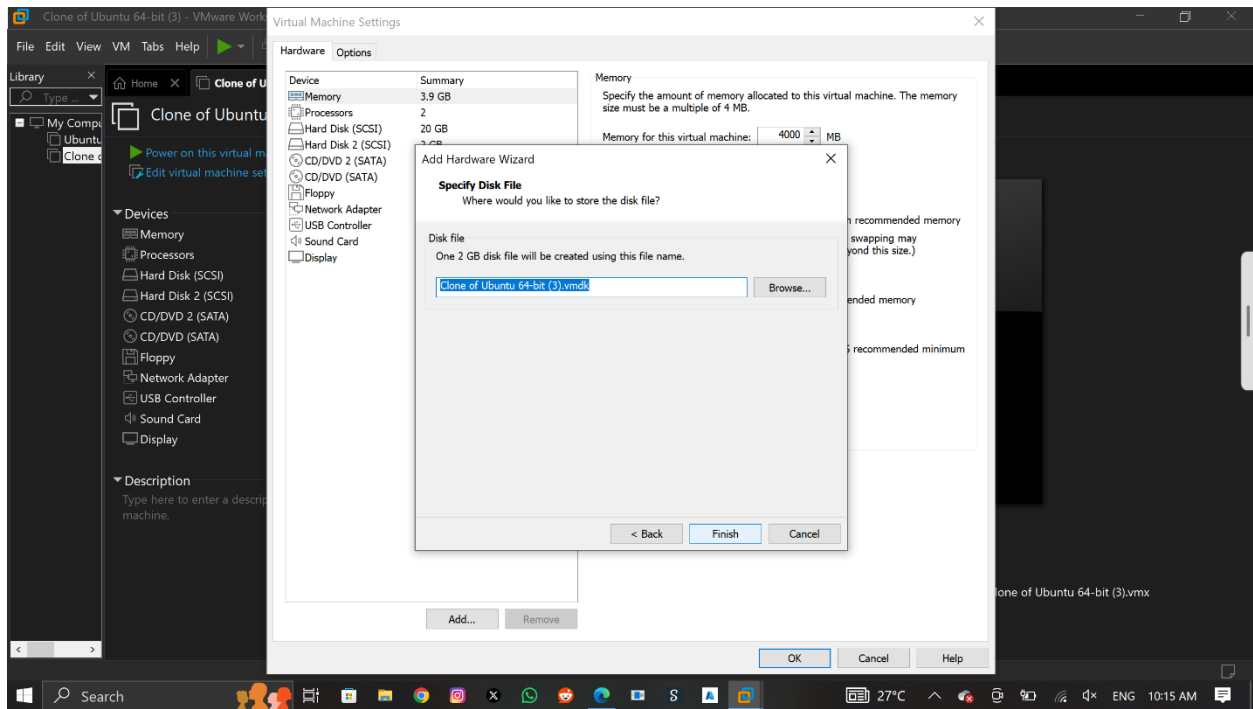 Clone of Ubuntu 64-bit (3) - VMware Work
File Edit View VM Tabs Help
Library
Type ...
My Compu
Ubuntu
Clone o
Home
Clone of U
Clone of Ubuntu
Power on this virtual m
Edit virtual machine set
Devices
Memory
Processors
Hard Disk (SCSI)
Hard Disk 2 (SCSI)
CD/DVD 2 (SATA)
CD/DVD (SATA)
Floppy
Network Adapter
USB Controller
Sound Card
Display
Description
Type here to enter a descrip
machine.
Virtual Machine Settings
Hardware Options
Device Summary
Memory 3.9 GB
Processors 2
Hard Disk (SCSI) 20 GB
Hard Disk 2 (SCSI) 2 GB
CD/DVD 2 (SATA)
CD/DVD (SATA)
Floppy
Network Adapter
USB Controller
Sound Card
Display
Add... Remove
Memory
Specify the amount of memory allocated to this virtual machine. The memory
size must be a multiple of 4 MB.
Memory for this virtual machine: 4000 MB
recommended memory
swapping may
yond this size.)
ended memory
recommended minimum
Add Hardware Wizard
Specify Disk File
Where would you like to store the disk file?
Disk file
One 2 GB disk file will be created using this file name.
Clone of Ubuntu 64-bit (3).vmdk Browse...
< Back Finish Cancel
OK Cancel Help
lone of Ubuntu 64-bit (3).vmx
Search
27°C
ENG 10:15 AM